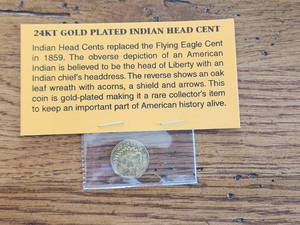 24KT GOLD PLATED INDIAN HEAD CENT
Indian Head Cents replaced the Flying Eagle Cent
in 1859. The obverse depiction of an American
Indian is believed to be the head of Liberty with an
Indian chief's headdress. The reverse shows an oak
leaf wreath with acorns, a shield and arrows. This
coin is gold-plated making it a rare collector's item
to keep an important part of American history alive.